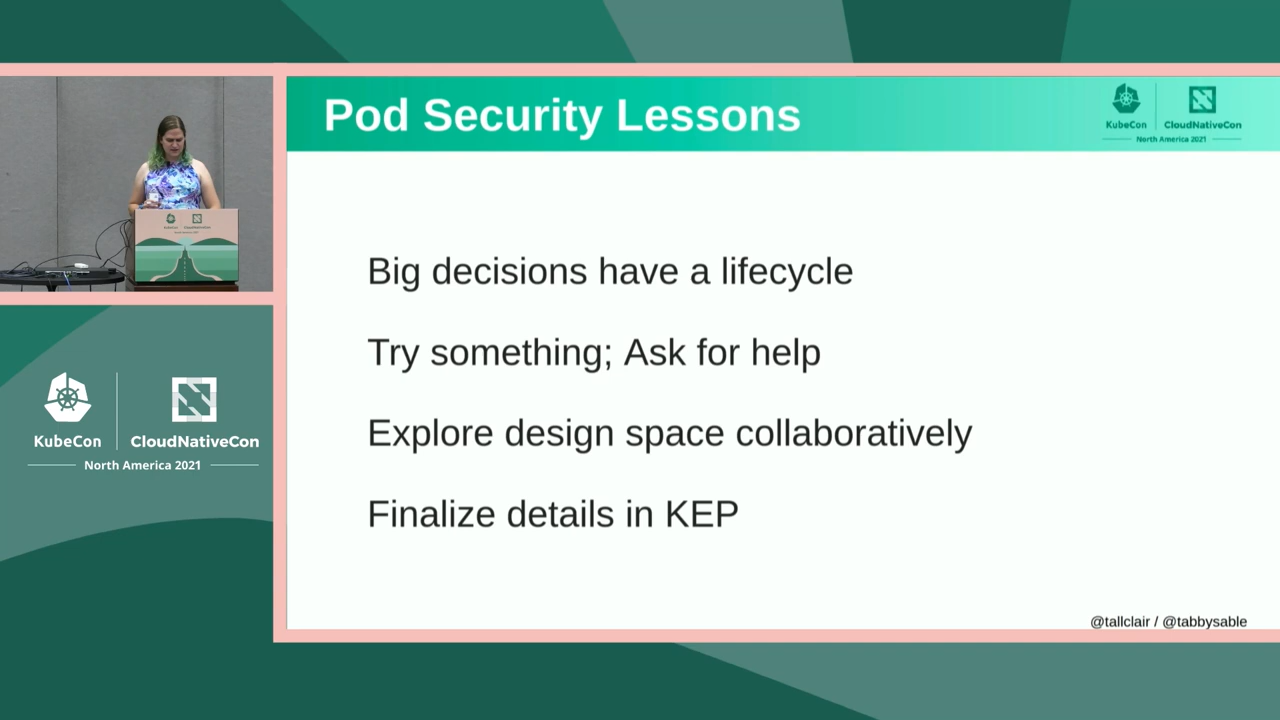 Pod Security Lessons
KubeCon
CloudNativeCon
North America 2021
Big decisions have a lifecycle
Try something; Ask for help
Explore design space collaboratively
Finalize details in KEP
@tallclair / @tabbysable
KubeCon
CloudNativeCon
North America 2021